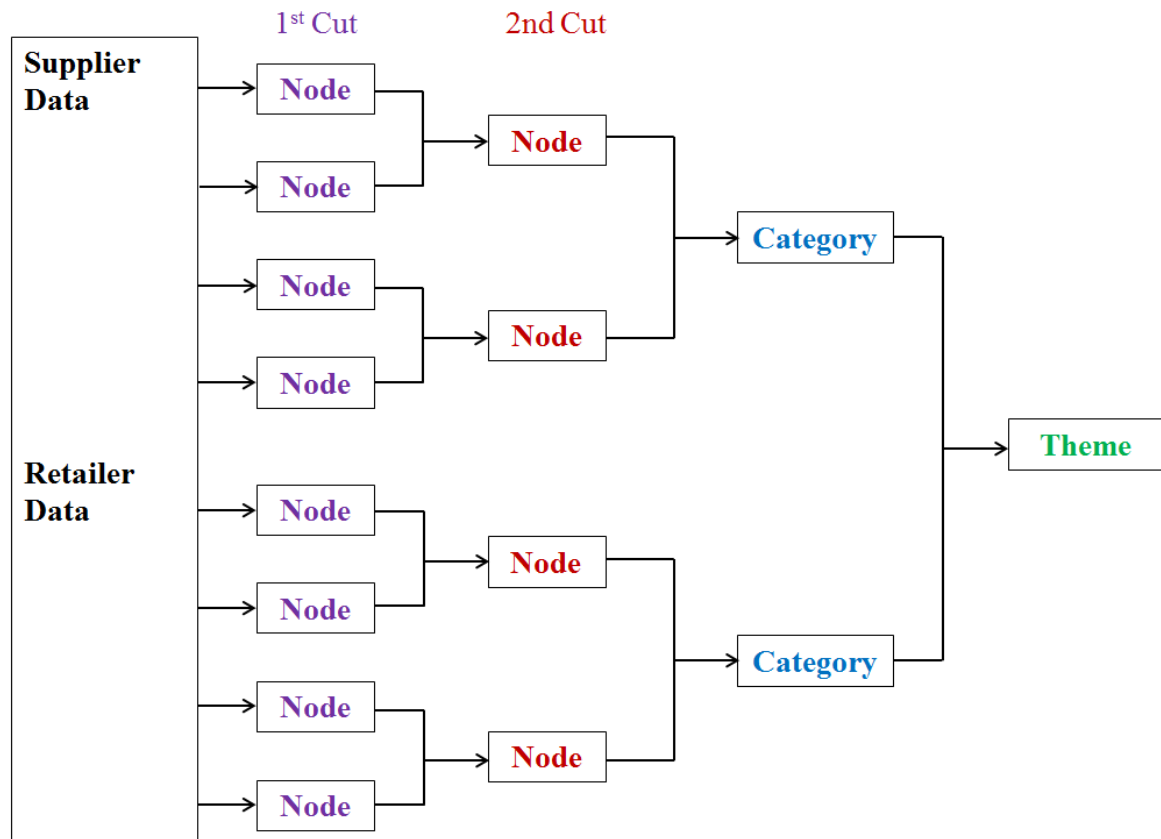 1st Cut
2nd Cut
Supplier
Data
Node
Node
Node
Category
Node
Node
Node
Theme
Retailer
Data
Node
Node
Node
Category
Node
Node
Node